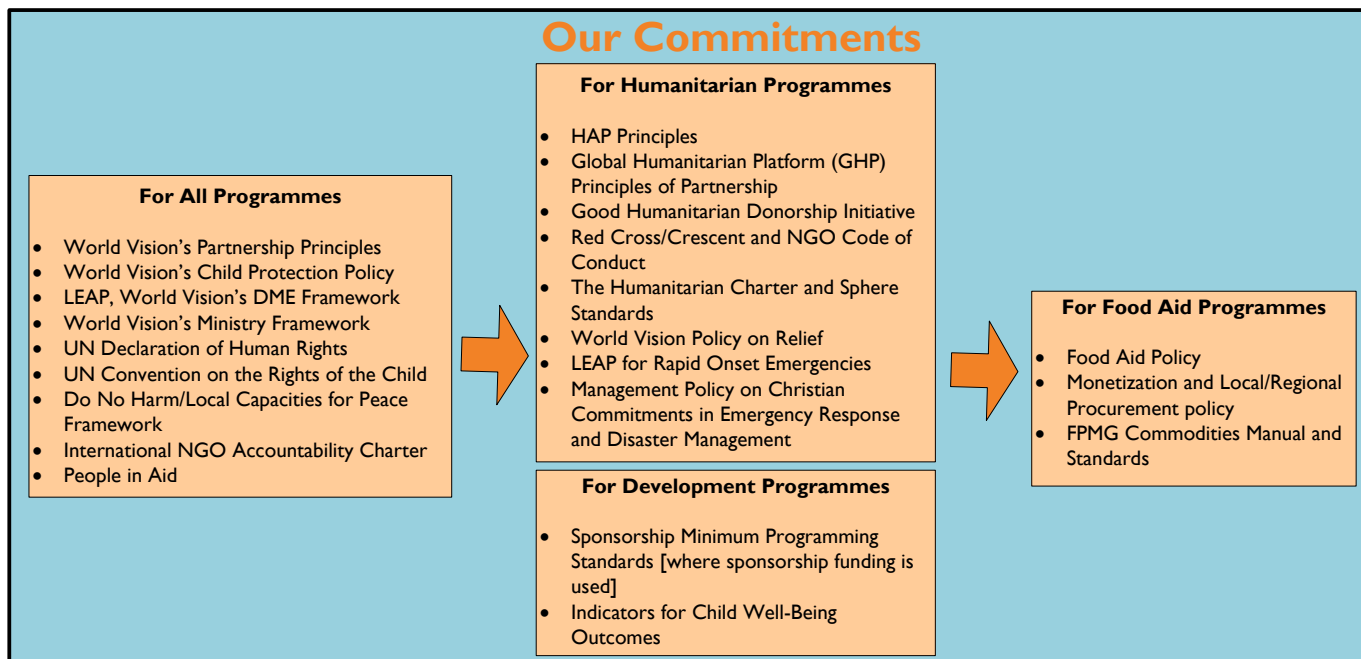 Our Commitments
For All Programmes
• World Vision's Partnership Principles
• World Vision's Child Protection Policy
• LEAP, World Vision's DME Framework
• World Vision's Ministry Framework
• UN Declaration of Human Rights
• UN Convention on the Rights of the Child
• Do No Harm/Local Capacities for Peace
Framework
• International NGO Accountability Charter
• People in Aid
For Humanitarian Programmes
• HAP Principles
• Global Humanitarian Platform (GHP)
Principles of Partnership
• Good Humanitarian Donorship Initiative
• Red Cross/Crescent and NGO Code of
Conduct
• The Humanitarian Charter and Sphere
Standards
• World Vision Policy on Relief
• LEAP for Rapid Onset Emergencies
• Management Policy on Christian
Commitments in Emergency Response
and Disaster Management
For Development Programmes
• Sponsorship Minimum Programming
Standards [where sponsorship funding is
used]
• Indicators for Child Well-Being
Outcomes
For Food Aid Programmes
• Food Aid Policy
• Monetization and Local/Regional
Procurement policy
• FPMG Commodities Manual and
Standards